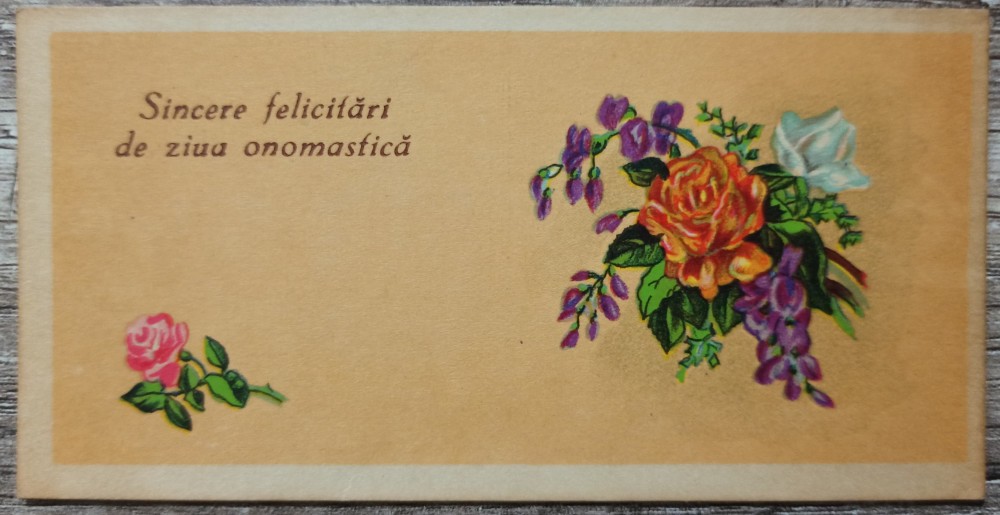 Sincere felicitări
de ziua onomastică